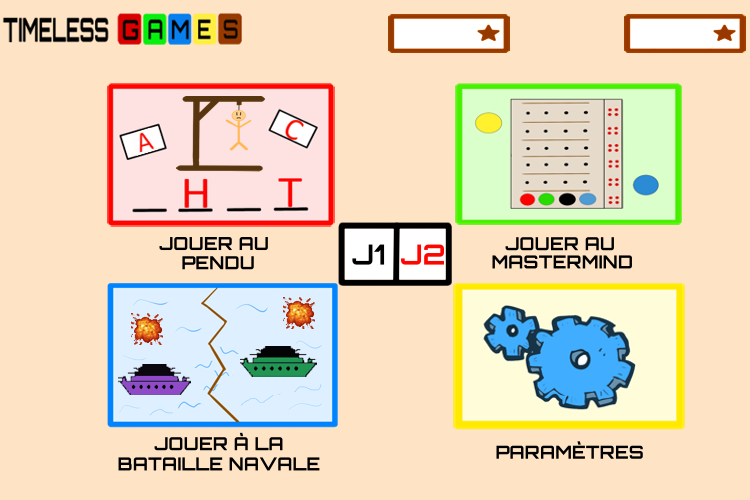 TIMELESS GAMES
A
C
H T
JOUER AU
PENDU
JOUER AU
MASTERMIND
J1 J2
JOUER À LA
BATAILLE NAVALE
PARAMÈTRES